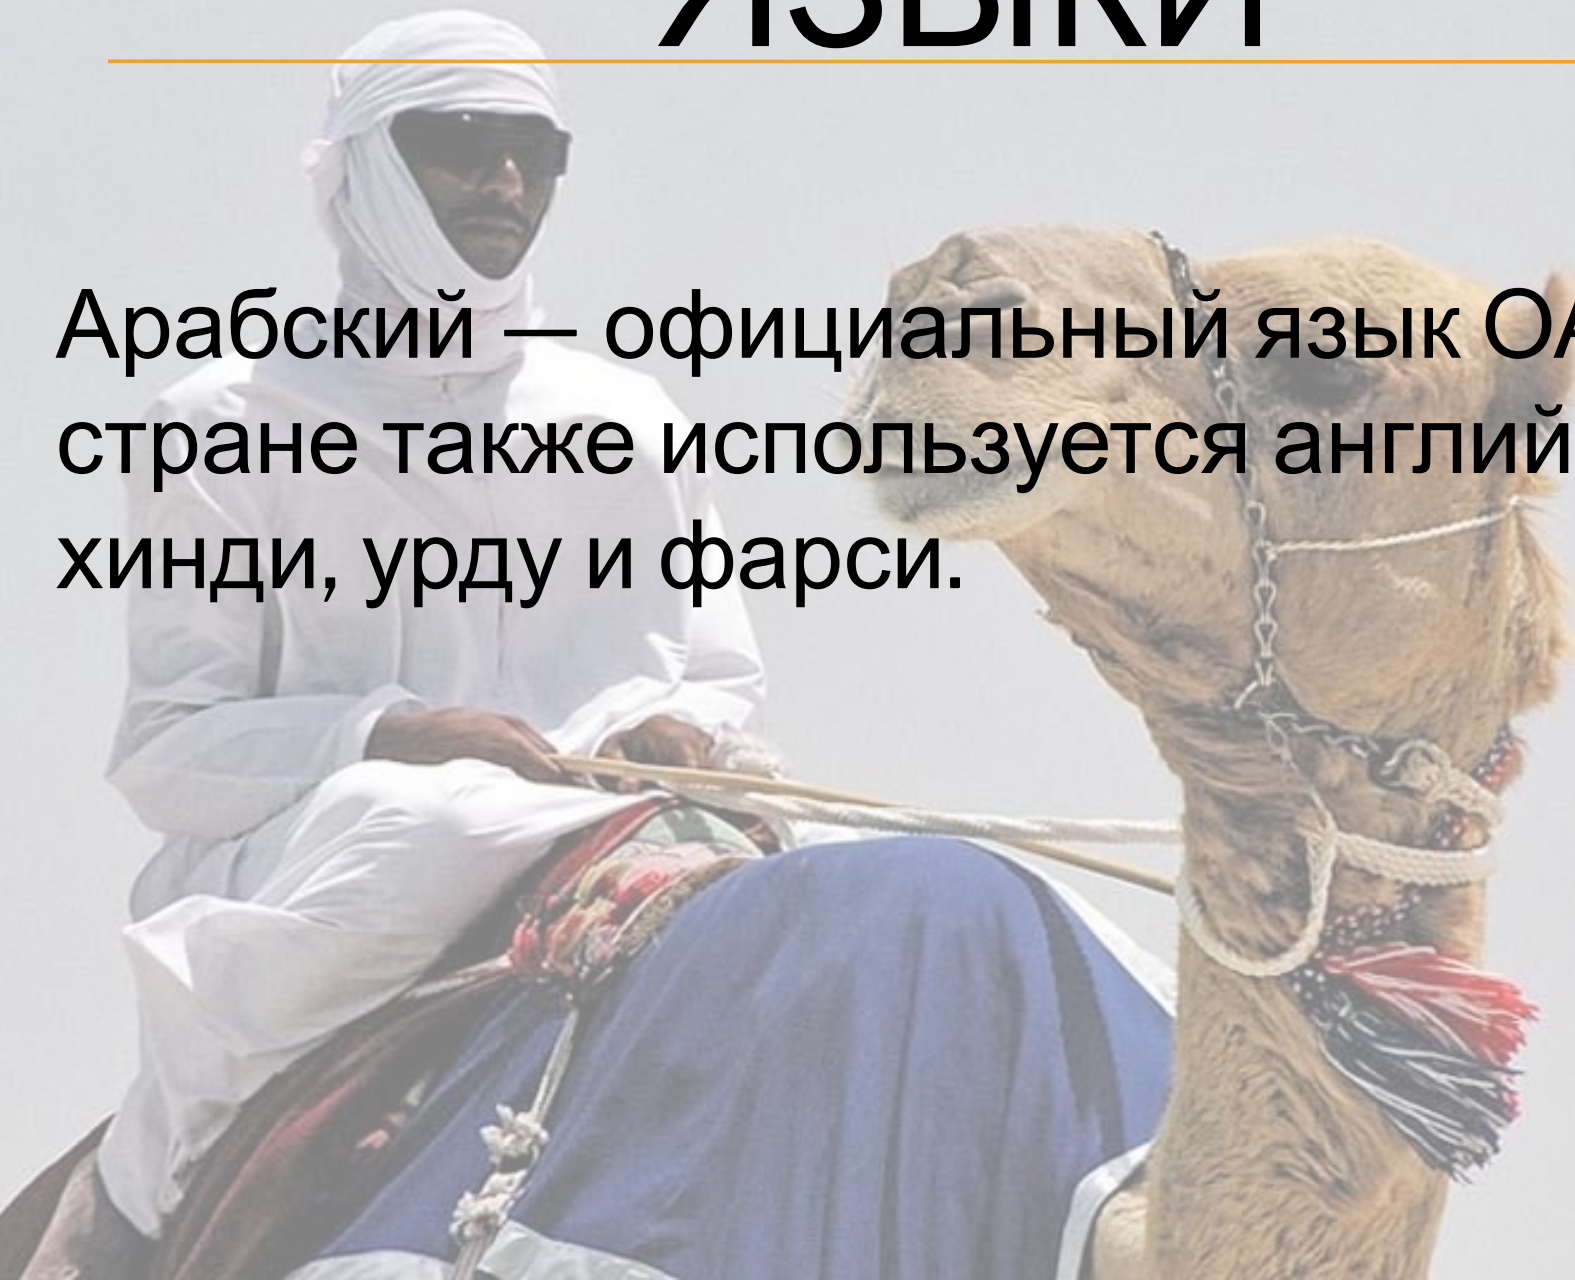 ЯЗЫКИ
Арабский — официальный язык
стране также используется
хинди, урду и фарси.